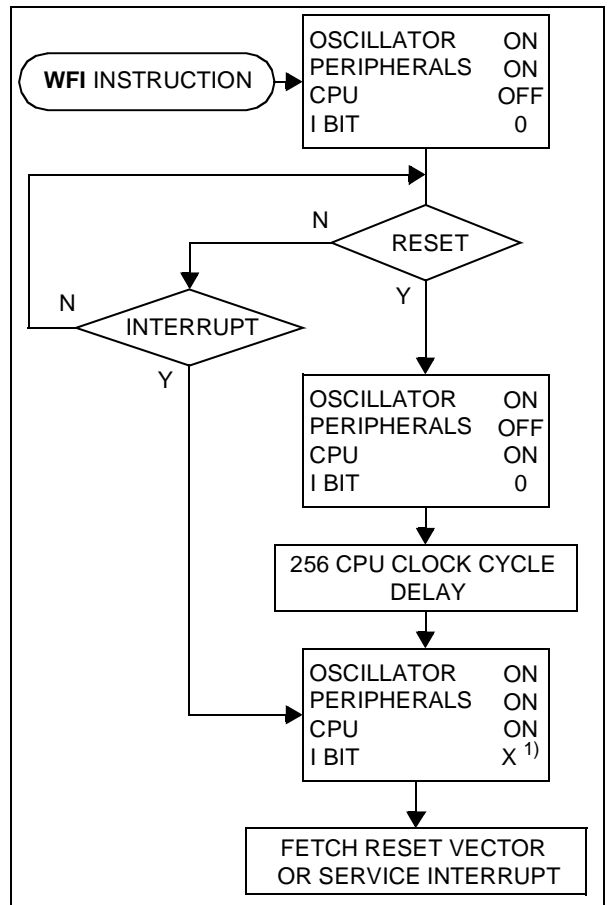 WFI INSTRUCTION
OSCILLATOR ON
PERIPHERALS ON
CPU OFF
I BIT 0
N
RESET
Y
N
INTERRUPT
Y
OSCILLATOR ON
PERIPHERALS OFF
CPU ON
I BIT 0
256 CPU CLOCK CYCLE
DELAY
OSCILLATOR ON
PERIPHERALS ON
CPU ON
I BIT X 1)
FETCH RESET VECTOR
OR SERVICE INTERRUPT